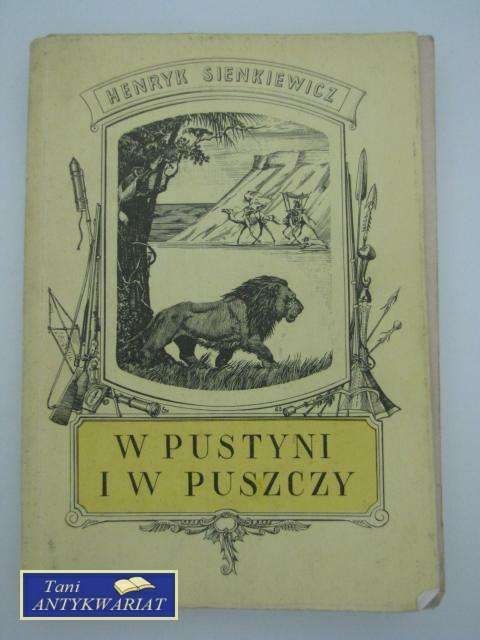 HENRYK SIENKIEWICZ
W PUSTYNI
I W PUSZCZY
Tani
ANTYKWARIAT